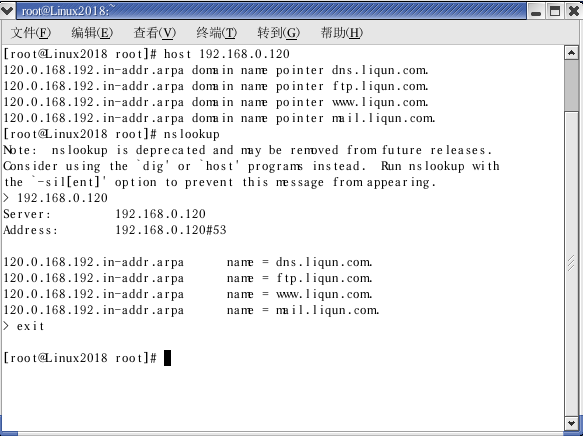 root@Linux2018:~
文件(F) 编辑(E) 查看(V) 终端(T) 转到(G) 帮助(H)
[root@Linux2018 root]# host 192.168.0.120
120.0.168.192.in-addr.arpa domain name pointer dns.liqun.com.
120.0.168.192.in-addr.arpa domain name pointer ftp.liqun.com.
120.0.168.192.in-addr.arpa domain name pointer www.liqun.com.
120.0.168.192.in-addr.arpa domain name pointer mail.liqun.com.
[root@Linux2018 root]# nslookup
Note: nslookup is deprecated and may be removed from future releases.
Consider using the `dig' or `host' programs instead. Run nslookup with
the `-sil[ent]' option to prevent this message from appearing.
> 192.168.0.120
Server: 192.168.0.120
Address: 192.168.0.120#53
120.0.168.192.in-addr.arpa name = dns.liqun.com.
120.0.168.192.in-addr.arpa name = ftp.liqun.com.
120.0.168.192.in-addr.arpa name = www.liqun.com.
120.0.168.192.in-addr.arpa name = mail.liqun.com.
> exit
[root@Linux2018 root]#